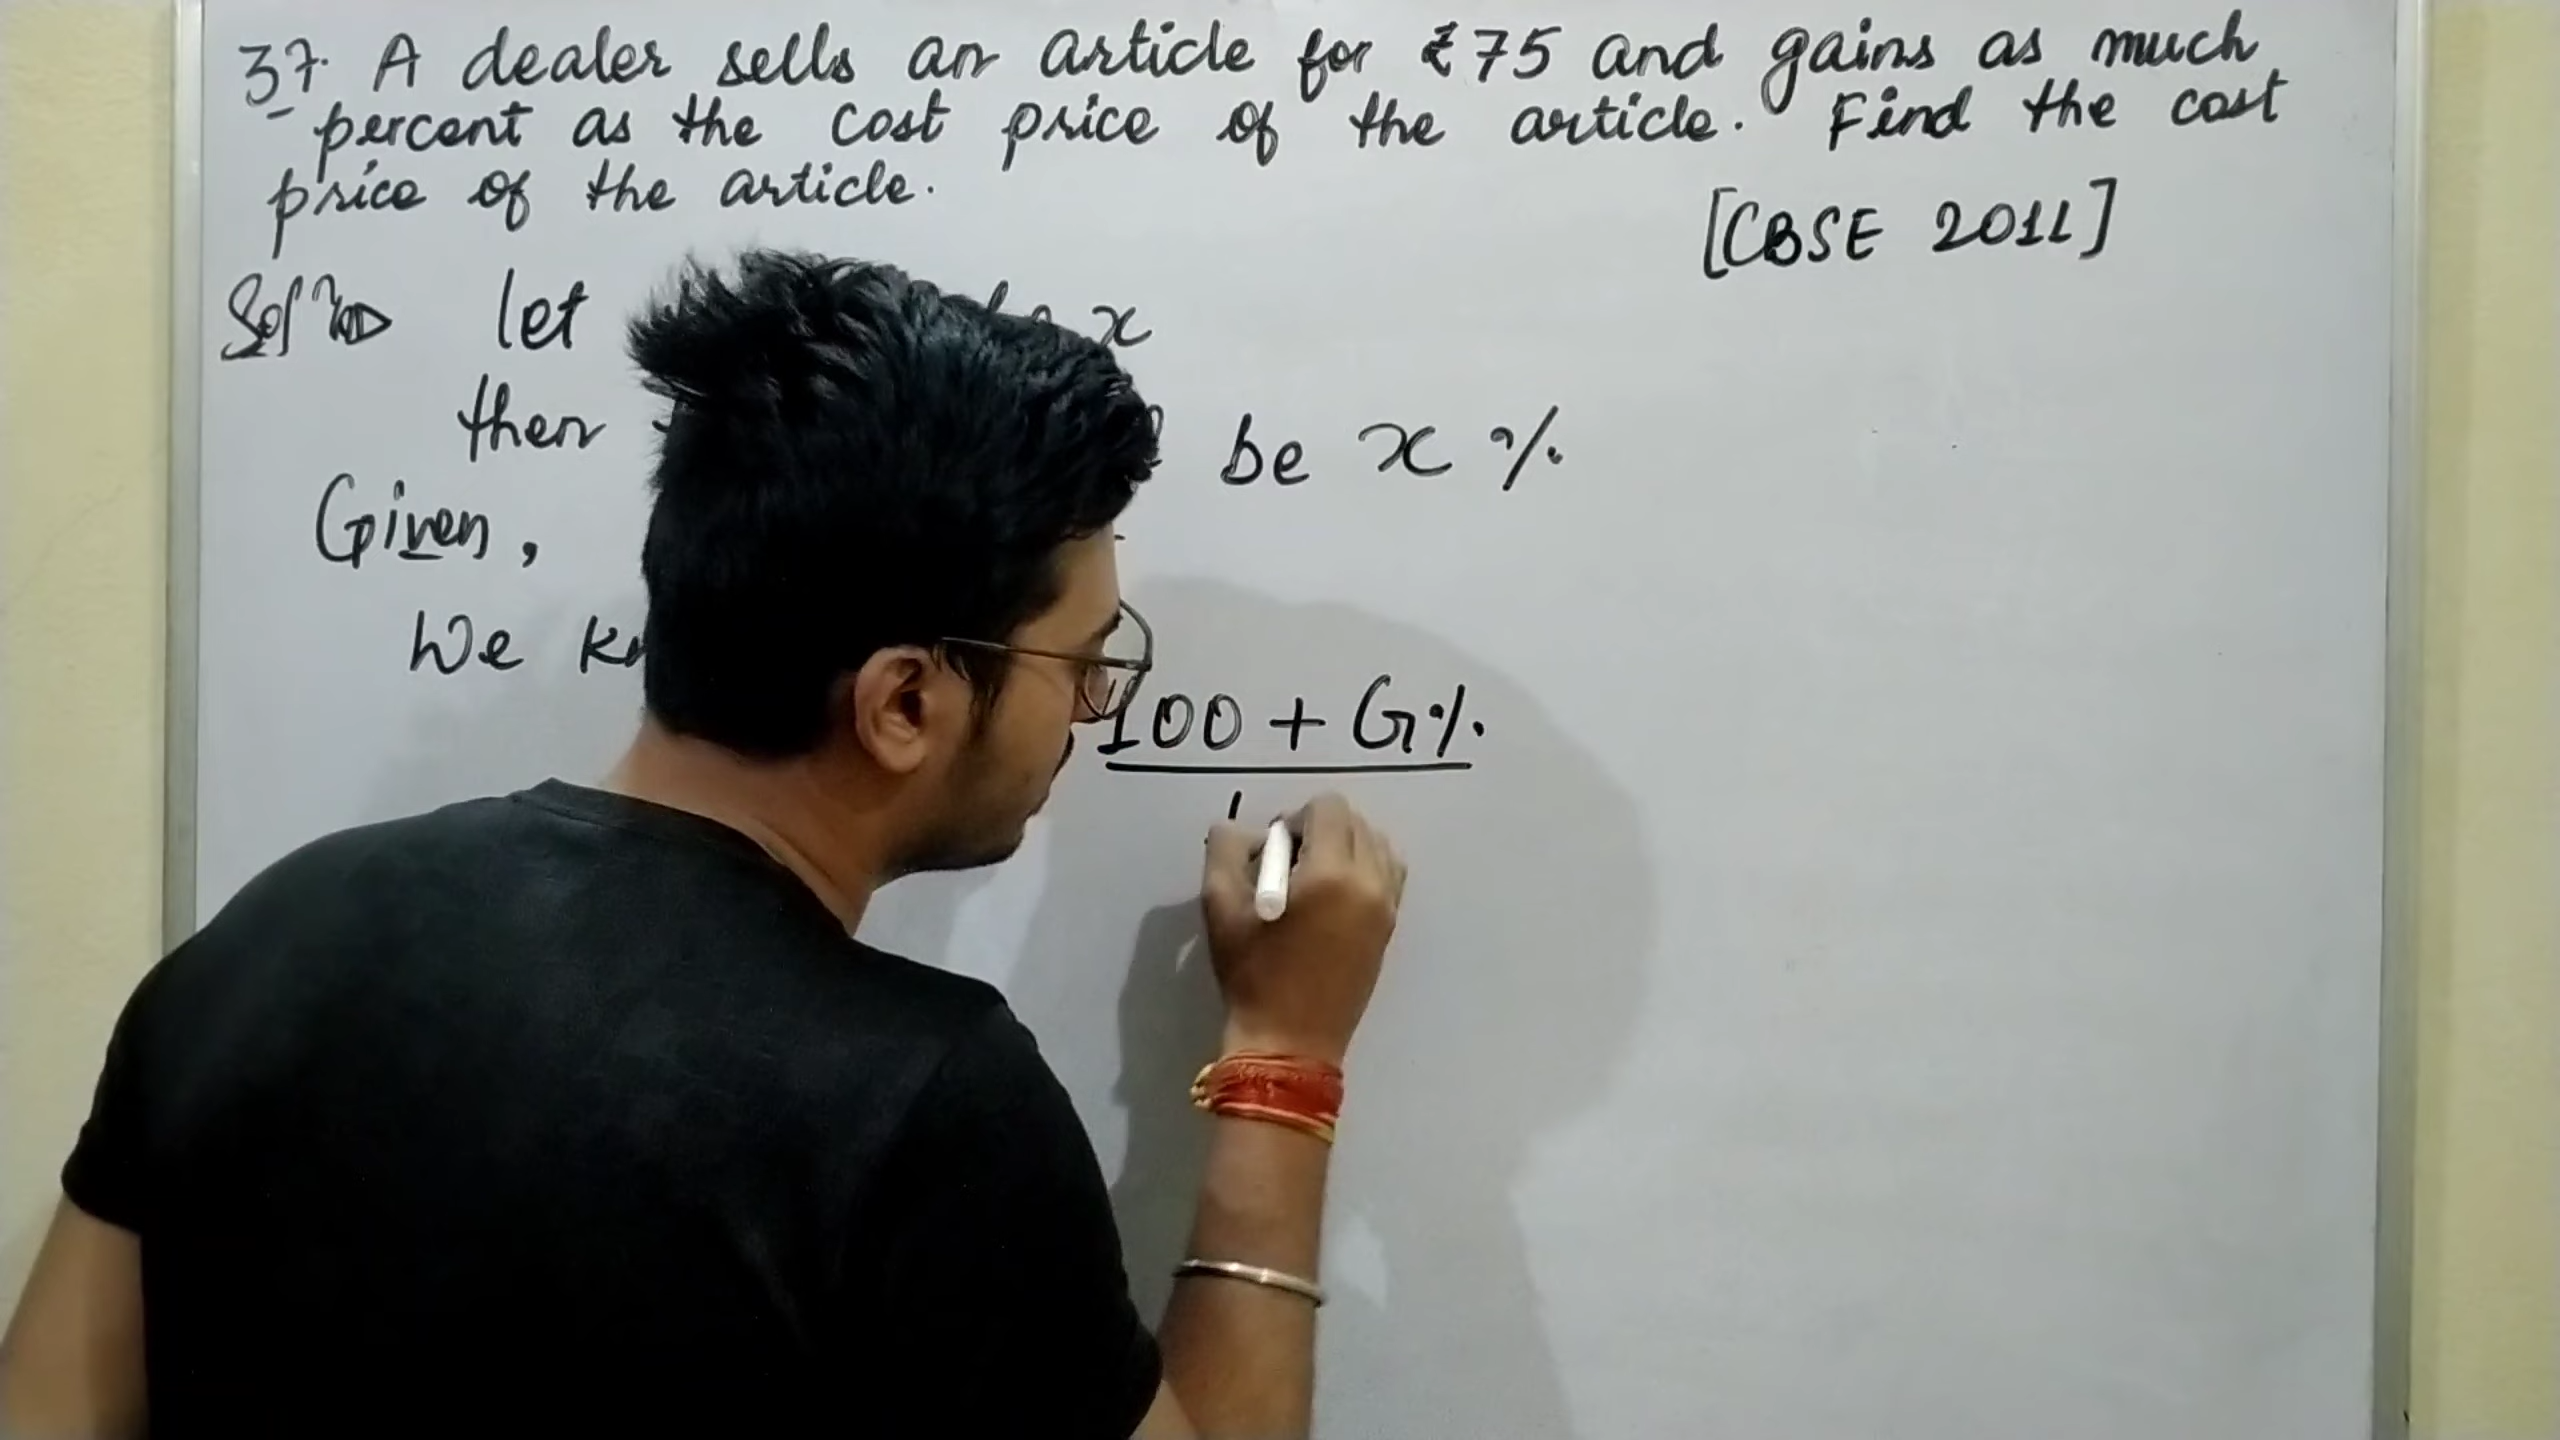 37. A dealer sells an article for ₹75 and gains as much
percent as the cost price of the article. Find the cost
price of the article.
[CBSE 2011]
Sol let x
then be x %
Given,
We
100 + G%